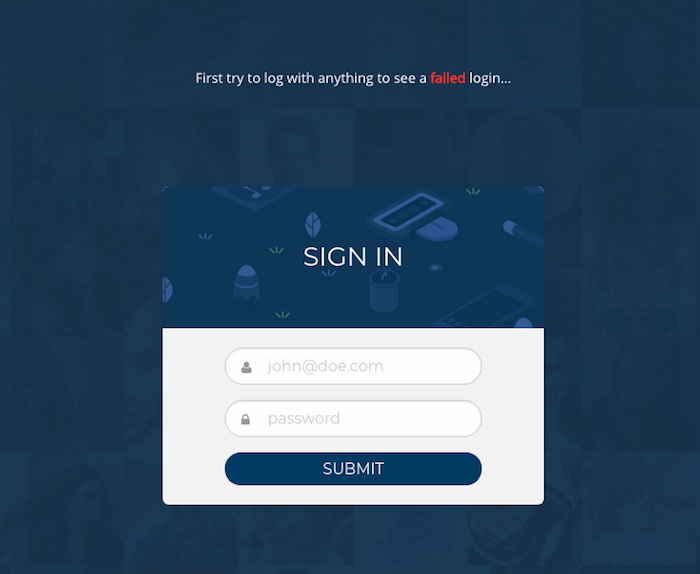 First try to log with anything to see a failed login...
SIGN IN
john@doe.com
password
SUBMIT